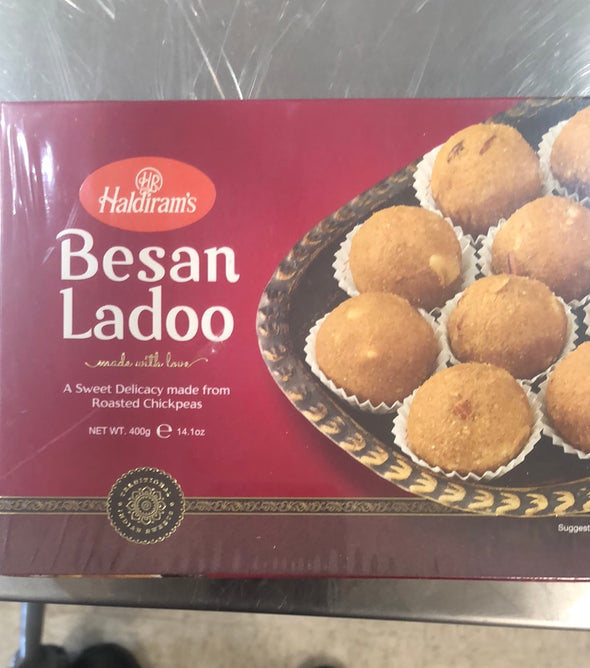 HR
Haldiram's
Besan
Ladoo
made with love
A Sweet Delicacy made from
Roasted Chickpeas
NET WT. 400g e 14.1oz
TRADITIONAL
Suggest